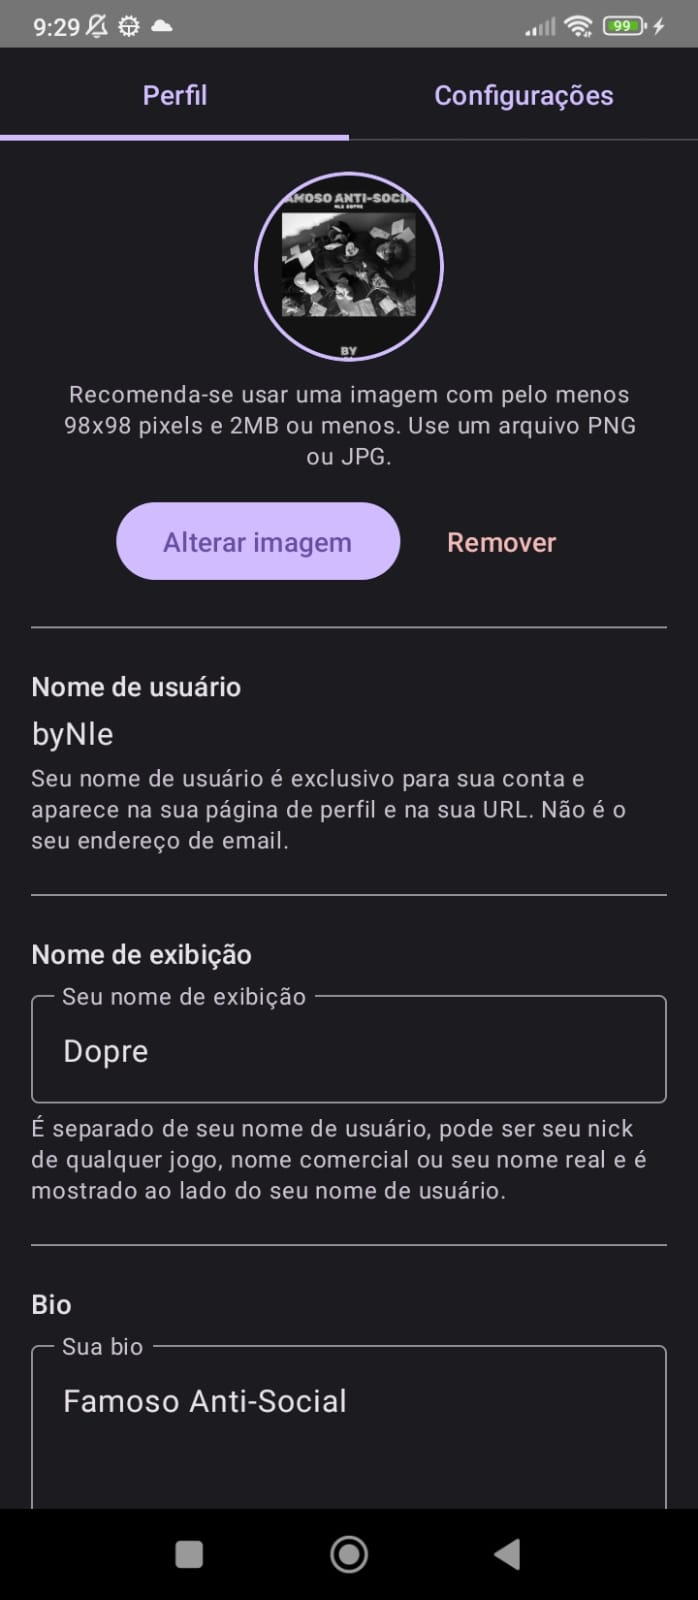 9:29
99
Perfil
Configurações
AMOSO ANTI-SOCIA
NLE DOPRE
BY
Recomenda-se usar uma imagem com pelo menos
98x98 pixels e 2MB ou menos. Use um arquivo PNG
ou JPG.
Alterar imagem
Remover
Nome de usuário
byNle
Seu nome de usuário é exclusivo para sua conta e
aparece na sua página de perfil e na sua URL. Não é o
seu endereço de email.
Nome de exibição
Seu nome de exibição
Dopre
É separado de seu nome de usuário, pode ser seu nick
de qualquer jogo, nome comercial ou seu nome real e é
mostrado ao lado do seu nome de usuário.
Bio
Sua bio
Famoso Anti-Social